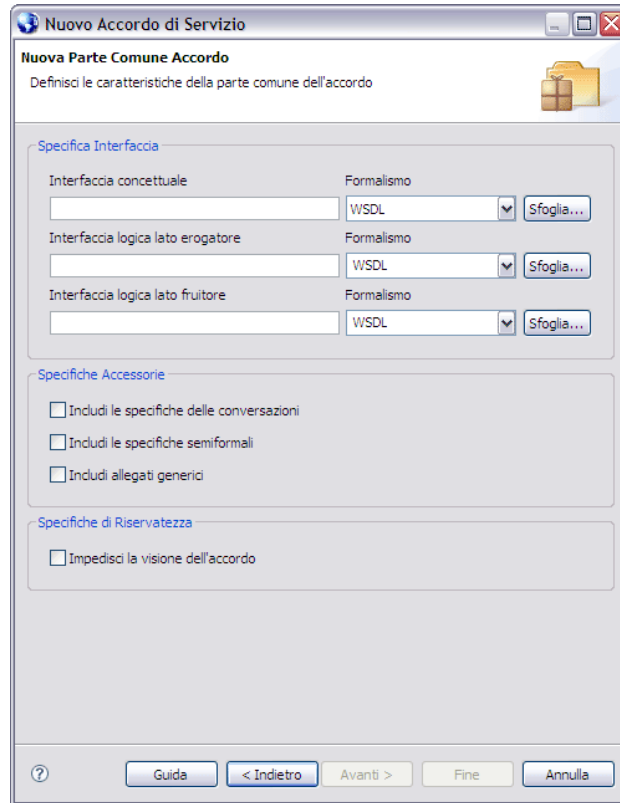 Nuovo Accordo di Servizio
Nuova Parte Comune Accordo
Definisci le caratteristiche della parte comune dell'accordo
Specifica Interfaccia
Interfaccia concettuale Formalismo
WSDL Sfoglia...
Interfaccia logica lato erogatore Formalismo
WSDL Sfoglia...
Interfaccia logica lato fruitore Formalismo
WSDL Sfoglia...
Specifiche Accessorie
Includi le specifiche delle conversazioni
Includi le specifiche semiformali
Includi allegati generici
Specifiche di Riservatezza
Impedisci la visione dell'accordo
? Guida < Indietro Avanti > Fine Annulla